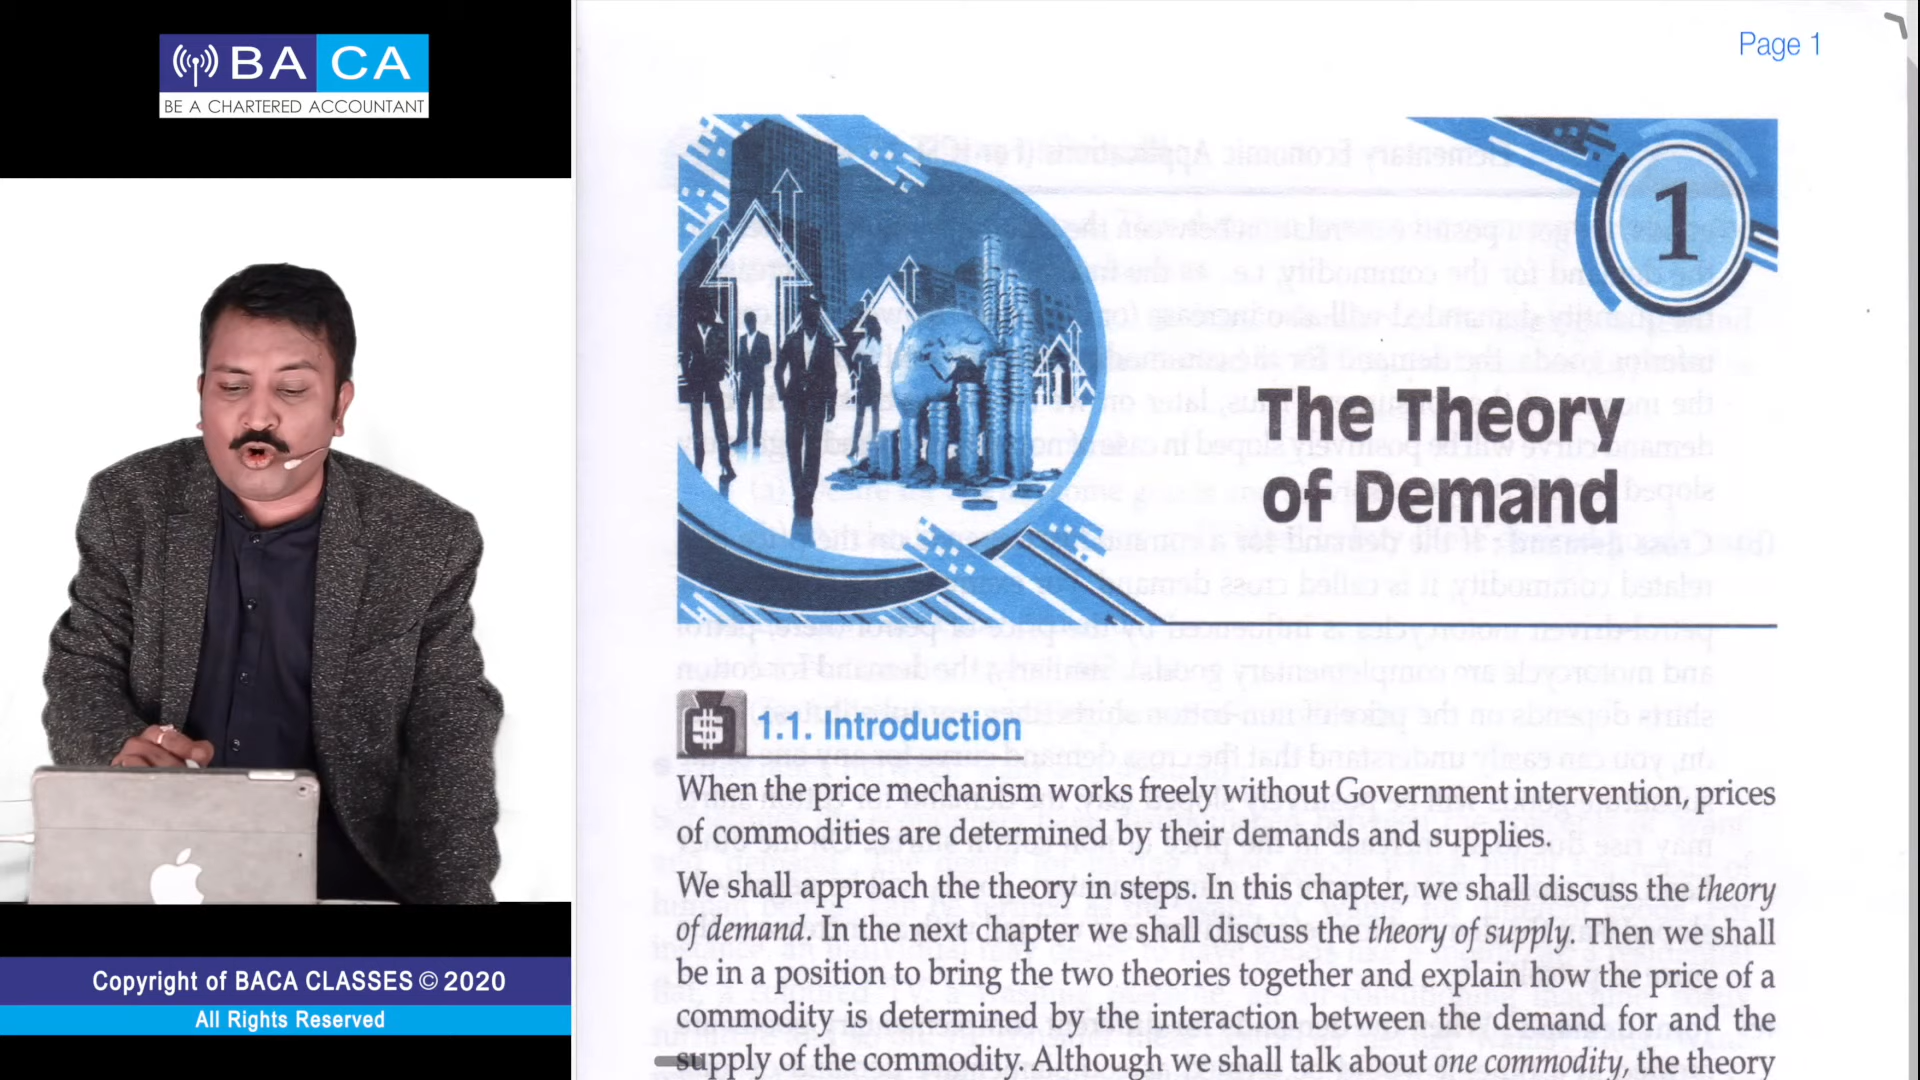 BA CA
BE A CHARTERED ACCOUNTANT
Copyright of BACA CLASSES © 2020
All Rights Reserved
Page 1
1
The Theory
of Demand
1.1. Introduction
When the price mechanism works freely without Government intervention, prices
of commodities are determined by their demands and supplies.
We shall approach the theory in steps. In this chapter, we shall discuss the theory
of demand. In the next chapter we shall discuss the theory of supply. Then we shall
be in a position to bring the two theories together and explain how the price of a
commodity is determined by the interaction between the demand for and the
supply of the commodity. Although we shall talk about one commodity, the theory